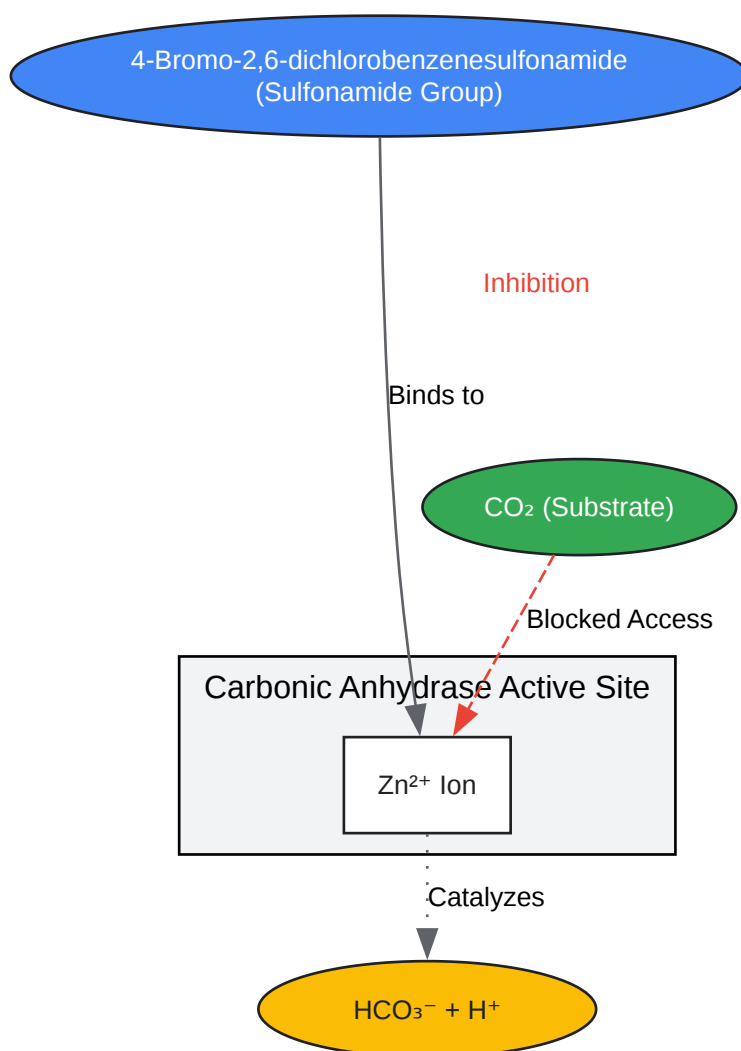 4-Bromo-2,6-dichlorobenzenesulfonamide
(Sulfonamide Group)
Inhibition
Binds to
CO₂ (Substrate)
Blocked Access
Carbonic Anhydrase Active Site
Zn²⁺ Ion
Catalyzes
HCO₃⁻ + H⁺